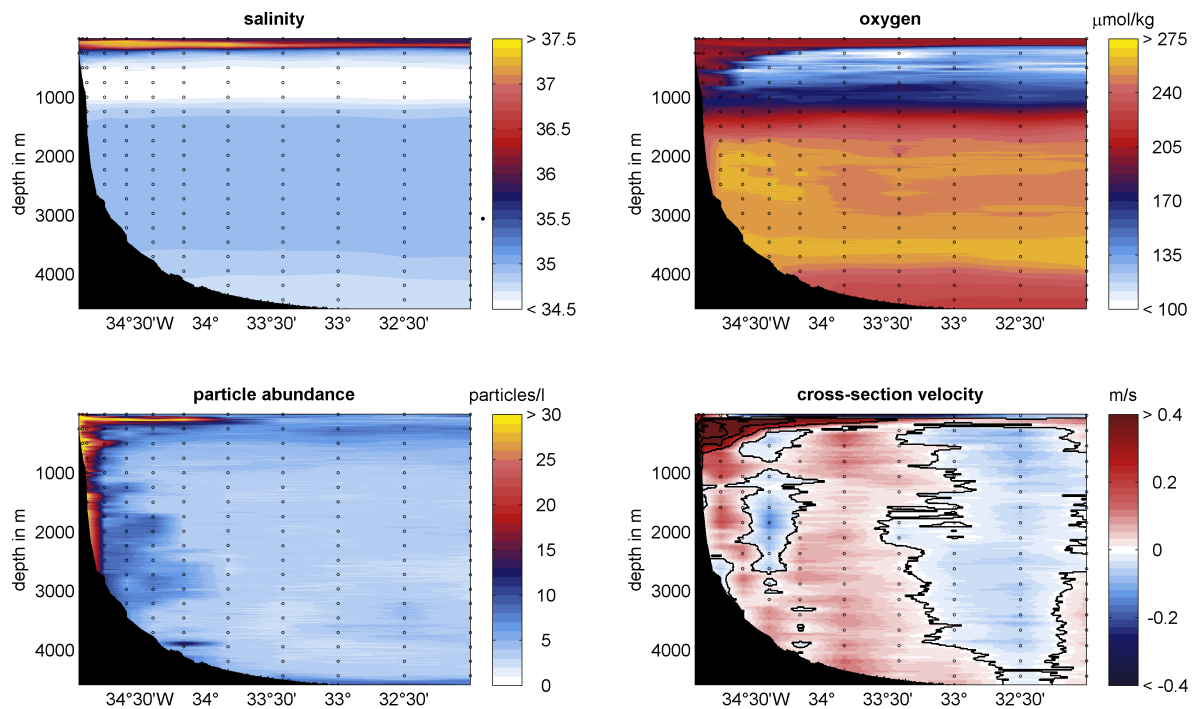 salinity
depth in m
1000
2000
3000
4000
34°30'W 34° 33°30' 33° 32°30'
> 37.5
37
36.5
36
35.5
35
< 34.5
oxygen
µmol/kg
depth in m
1000
2000
3000
4000
34°30'W 34° 33°30' 33° 32°30'
> 275
240
205
170
135
< 100
particle abundance
particles/l
depth in m
1000
2000
3000
4000
34°30'W 34° 33°30' 33° 32°30'
> 30
25
20
15
10
5
0
cross-section velocity
m/s
depth in m
1000
2000
3000
4000
34°30'W 34° 33°30' 33° 32°30'
> 0.4
0.2
0
-0.2
< -0.4